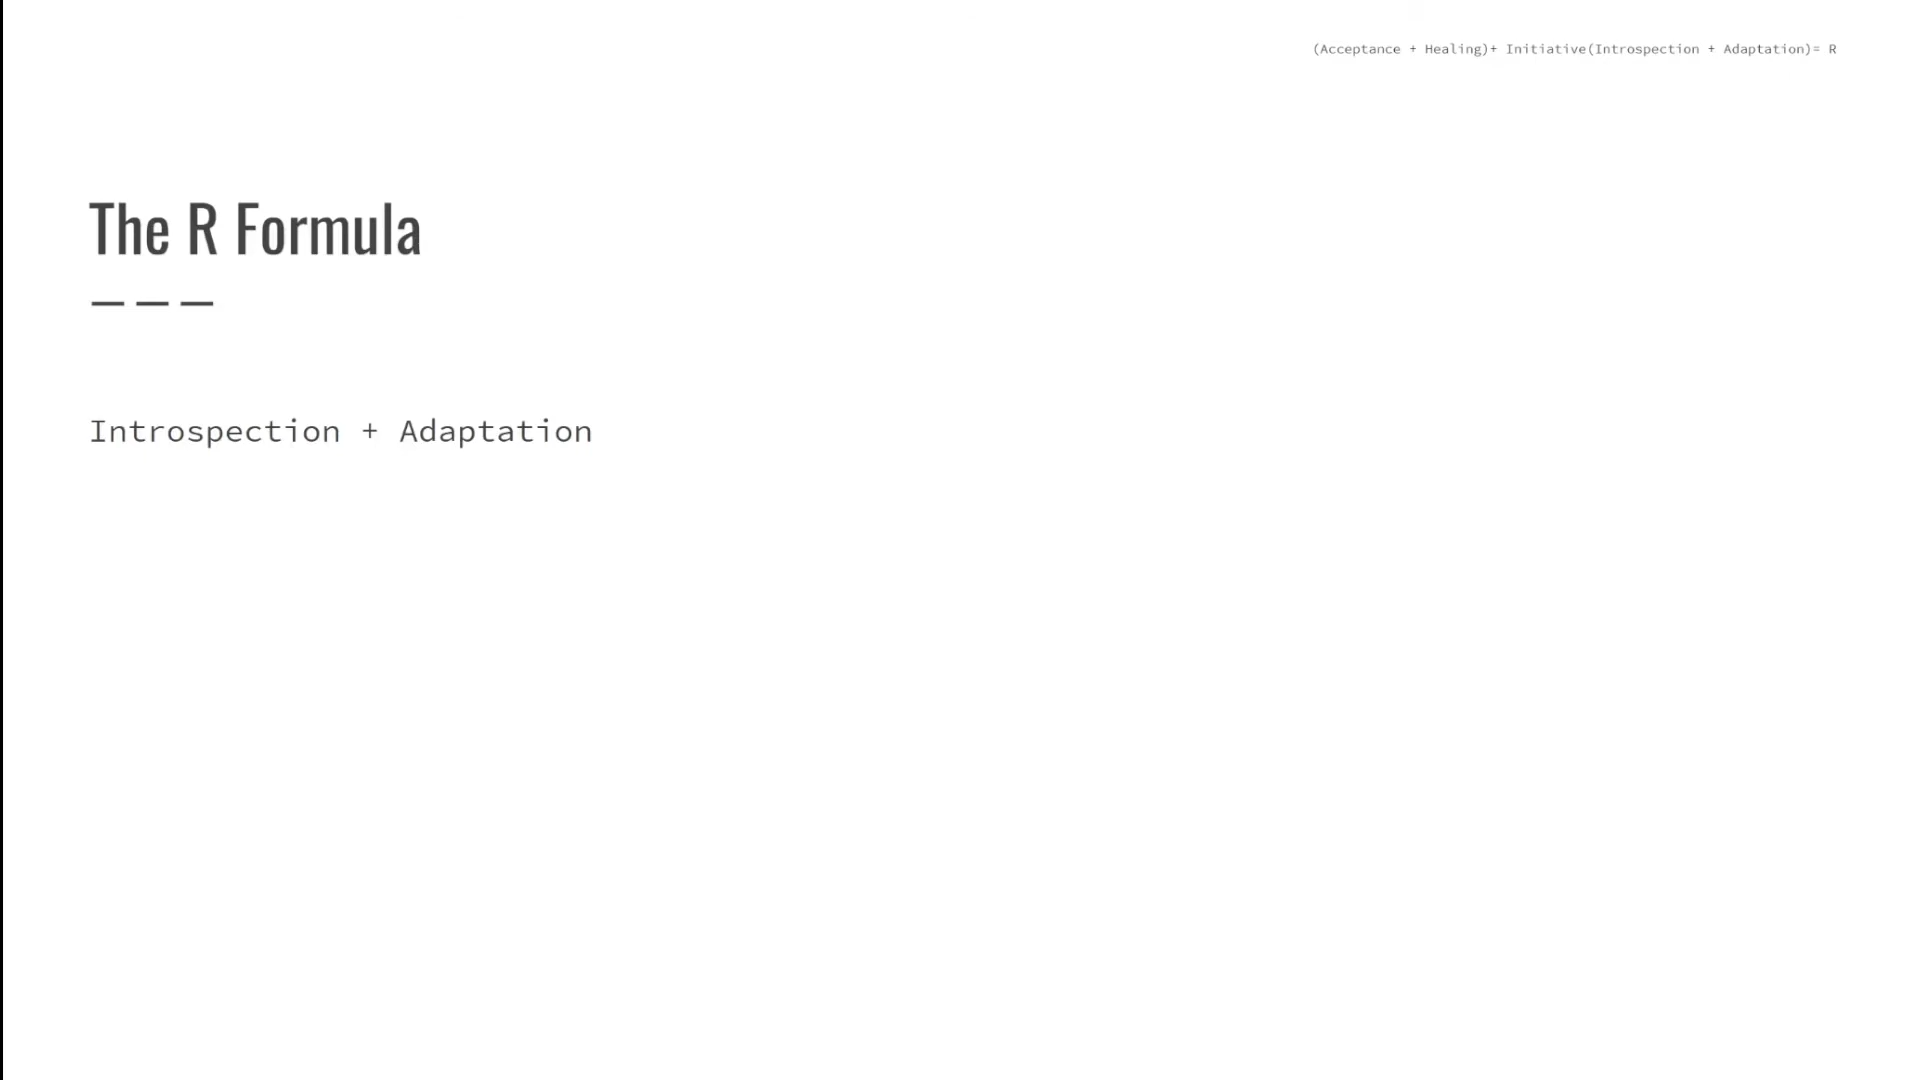 (Acceptance + Healing)+ Initiative(Introspection + Adaptation)= R
The R Formula
Introspection + Adaptation